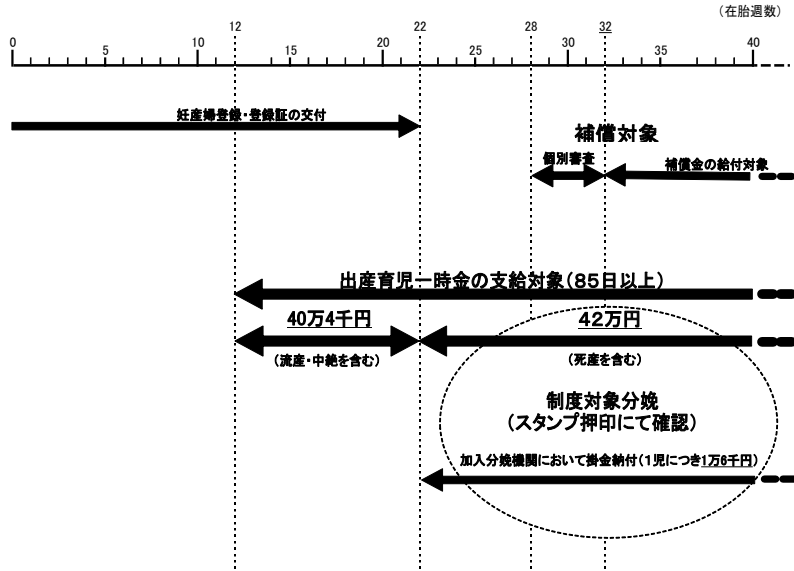 （在胎週数）
12 22 28 32
0 5 10 15 20 25 30 35 40
妊産婦登録・登録証の交付
補償対象
個別審査
補償金の給付対象
出産育児一時金の支給対象（85日以上）
40万4千円
42万円
（流産・中絶を含む）
（死産を含む）
制度対象分娩
（スタンプ押印にて確認）
加入分娩機関において掛金納付（1児につき1万6千円）